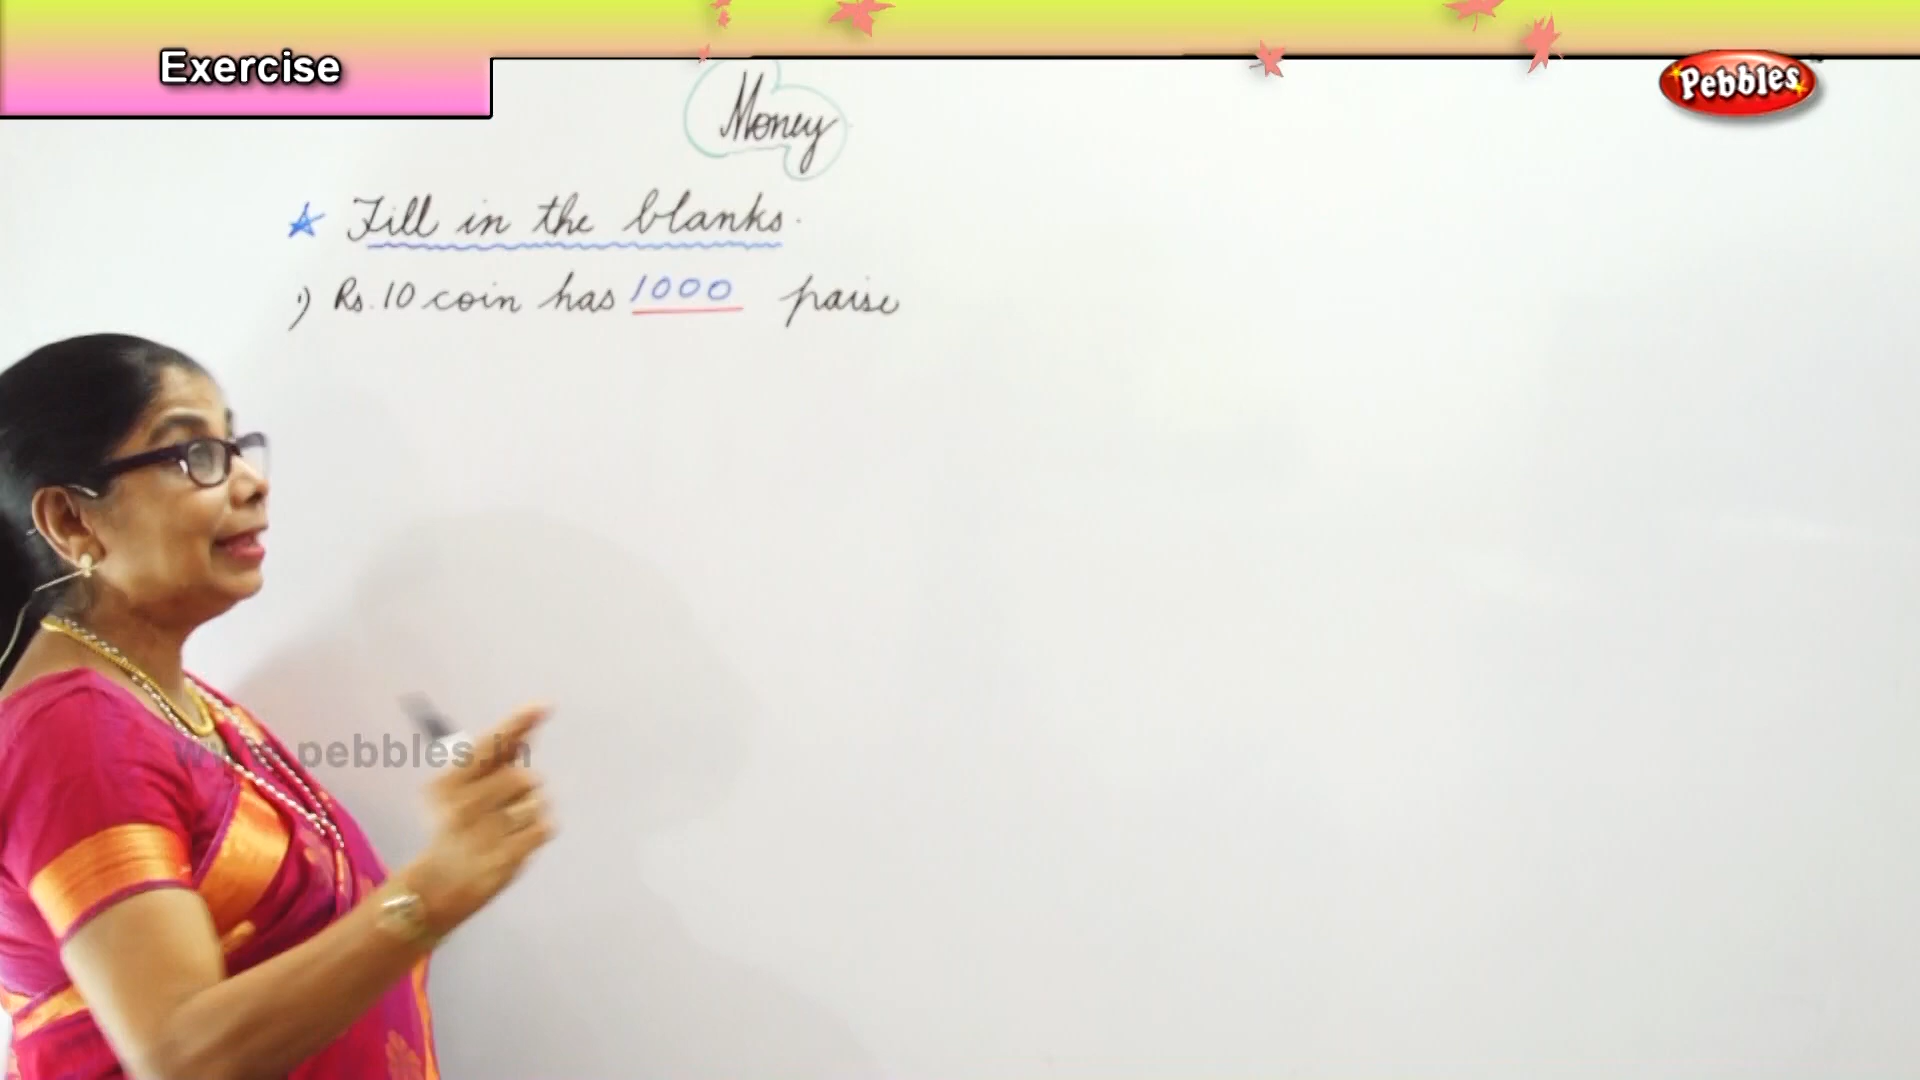 Exercise
Pebbles
Money
Fill in the blanks.
1) Rs. 10 coin has 1000 paise
www.pebbles.in